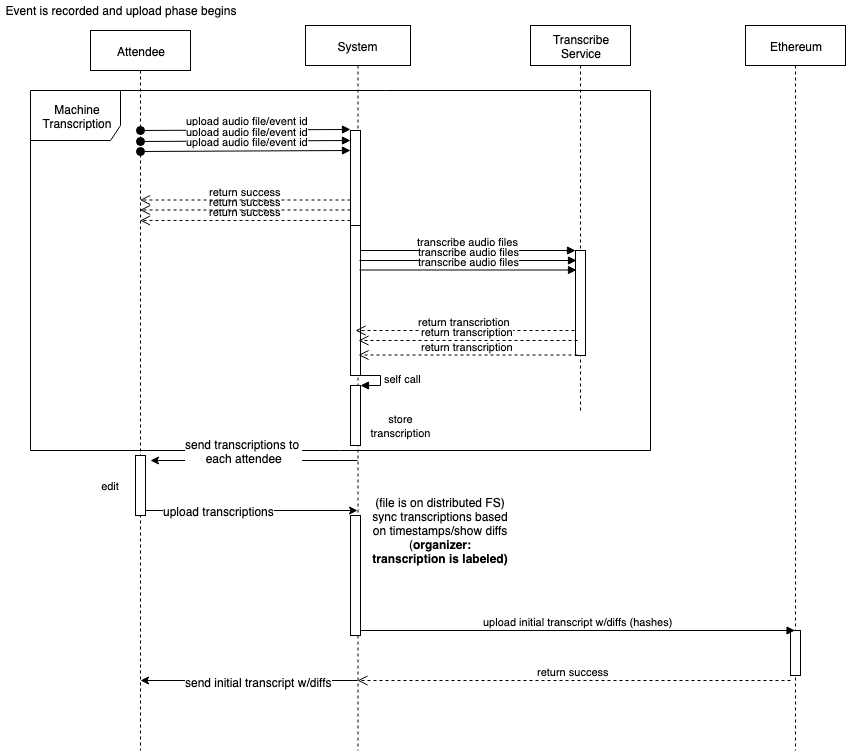 Event is recorded and upload phase begins
Attendee
System
Transcribe
Service
Ethereum
Machine
Transcription
upload audio file/event id
upload audio file/event id
upload audio file/event id
return success
return success
return success
transcribe audio files
transcribe audio files
transcribe audio files
return transcription
return transcription
return transcription
self call
store
transcription
send transcriptions to
each attendee
edit
upload transcriptions
(file is on distributed FS)
sync transcriptions based
on timestamps/show diffs
(organizer:
transcription is labeled)
upload initial transcript w/diffs (hashes)
return success
send initial transcript w/diffs